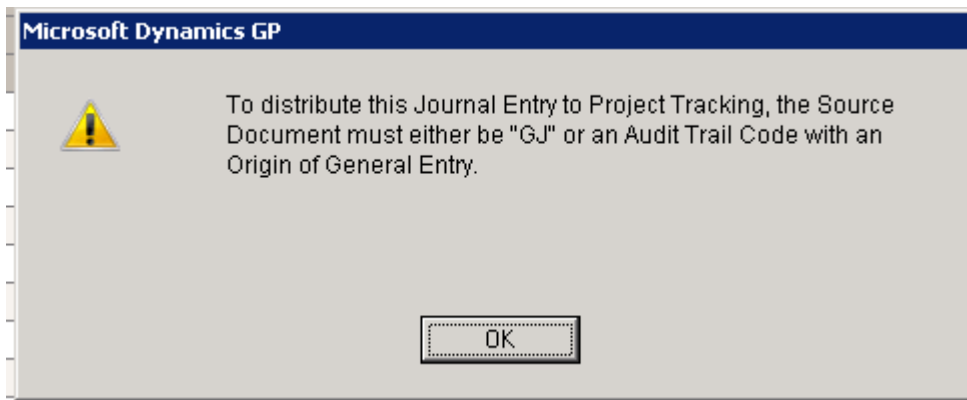 Microsoft Dynamics GP
To distribute this Journal Entry to Project Tracking, the Source
Document must either be "GJ" or an Audit Trail Code with an
Origin of General Entry.
OK